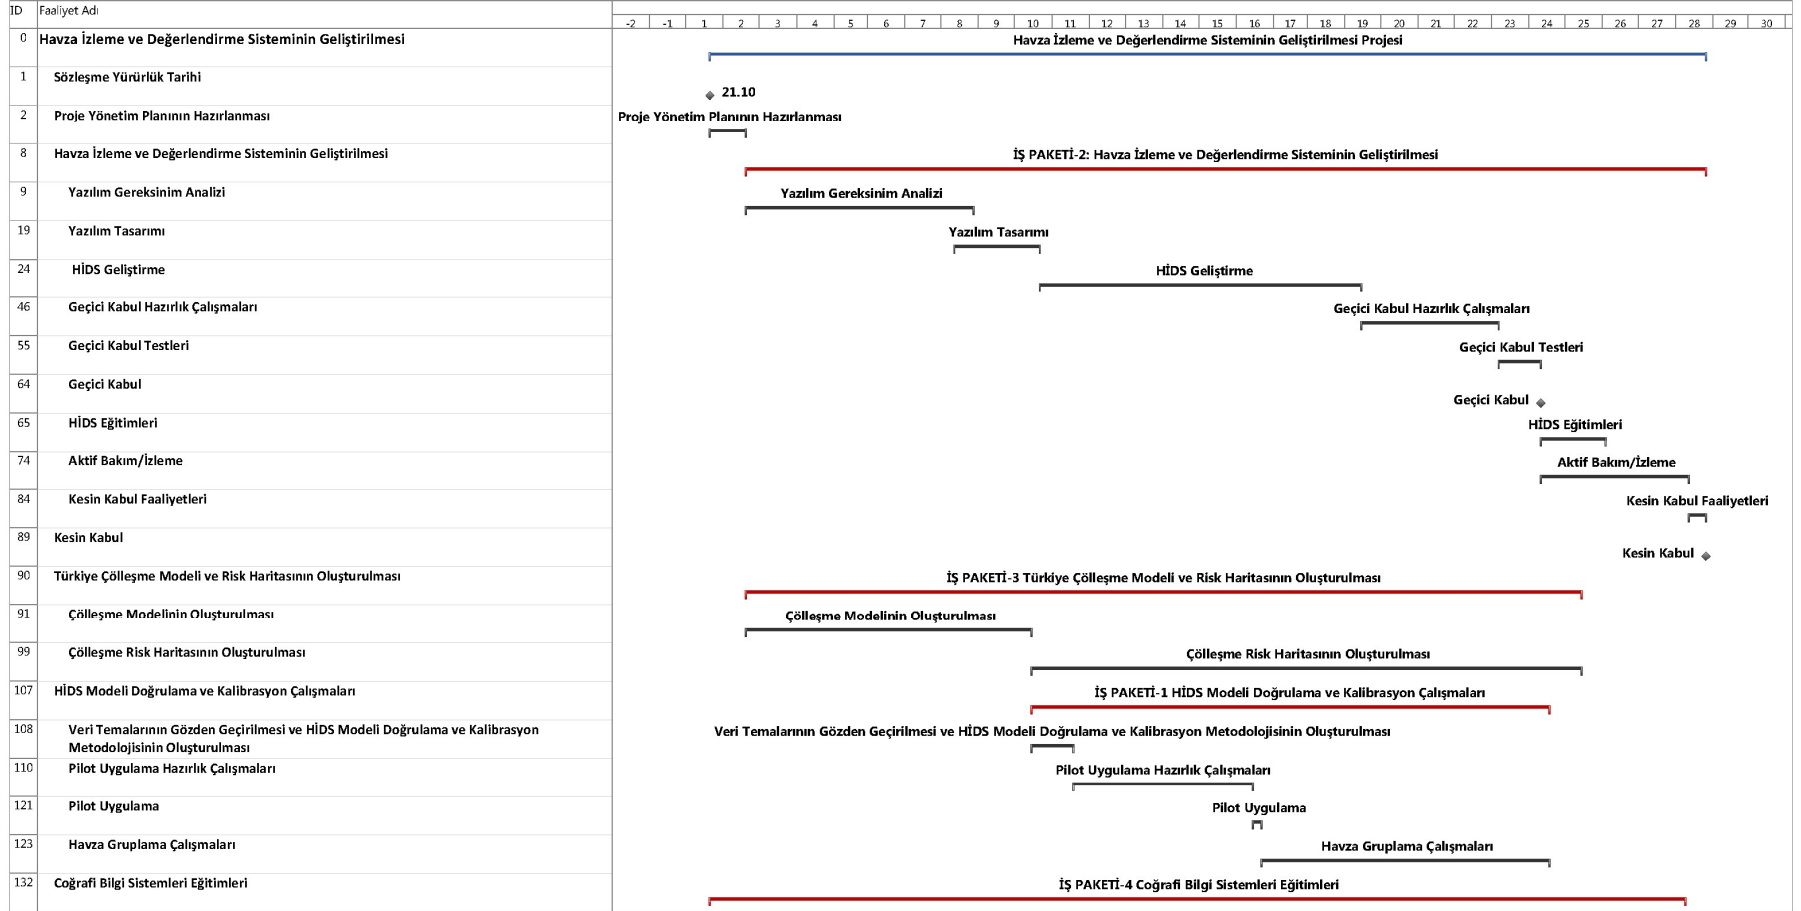 ID Faaliyet Adı
-2 -1 1 2 3 4 5 6 7 8 9 10 11 12 13 14 15 16 17 18 19 20 21 22 23 24 25 26 27 28 29 30
0 Havza İzleme ve Değerlendirme Sisteminin Geliştirilmesi
Havza İzleme ve Değerlendirme Sisteminin Geliştirilmesi Projesi
1 Sözleşme Yürürlük Tarihi
21.10
2 Proje Yönetim Planının Hazırlanması
Proje Yönetim Planının Hazırlanması
8 Havza İzleme ve Değerlendirme Sisteminin Geliştirilmesi
İŞ PAKETİ-2: Havza İzleme ve Değerlendirme Sisteminin Geliştirilmesi
9 Yazılım Gereksinim Analizi
Yazılım Gereksinim Analizi
19 Yazılım Tasarımı
Yazılım Tasarımı
24 HİDS Geliştirme
HİDS Geliştirme
46 Geçici Kabul Hazırlık Çalışmaları
Geçici Kabul Hazırlık Çalışmaları
55 Geçici Kabul Testleri
Geçici Kabul Testleri
64 Geçici Kabul
Geçici Kabul
65 HİDS Eğitimleri
HİDS Eğitimleri
74 Aktif Bakım/İzleme
Aktif Bakım/İzleme
84 Kesin Kabul Faaliyetleri
Kesin Kabul Faaliyetleri
89 Kesin Kabul
Kesin Kabul
90 Türkiye Çölleşme Modeli ve Risk Haritasının Oluşturulması
İŞ PAKETİ-3 Türkiye Çölleşme Modeli ve Risk Haritasının Oluşturulması
91 Çölleşme Modelinin Oluşturulması
Çölleşme Modelinin Oluşturulması
99 Çölleşme Risk Haritasının Oluşturulması
Çölleşme Risk Haritasının Oluşturulması
107 HİDS Modeli Doğrulama ve Kalibrasyon Çalışmaları
İŞ PAKETİ-1 HİDS Modeli Doğrulama ve Kalibrasyon Çalışmaları
108 Veri Temalarının Gözden Geçirilmesi ve HİDS Modeli Doğrulama ve Kalibrasyon
Metodolojisinin Oluşturulması
Veri Temalarının Gözden Geçirilmesi ve HİDS Modeli Doğrulama ve Kalibrasyon Metodolojisinin Oluşturulması
110 Pilot Uygulama Hazırlık Çalışmaları
Pilot Uygulama Hazırlık Çalışmaları
121 Pilot Uygulama
Pilot Uygulama
123 Havza Gruplama Çalışmaları
Havza Gruplama Çalışmaları
132 Coğrafi Bilgi Sistemleri Eğitimleri
İŞ PAKETİ-4 Coğrafi Bilgi Sistemleri Eğitimleri